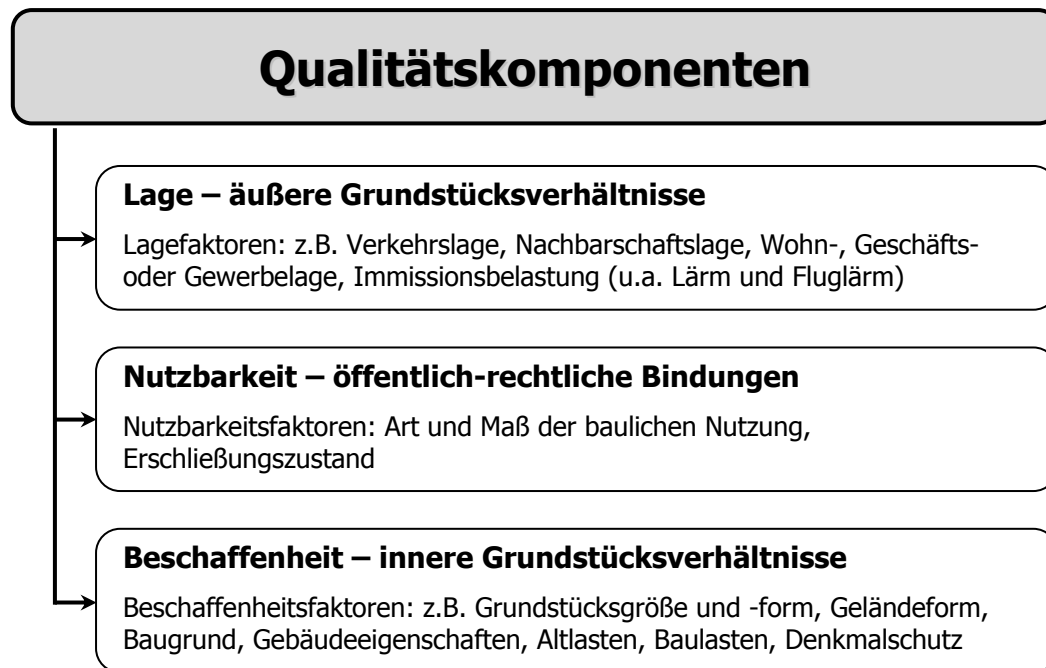 Qualitätskomponenten
Lage – äußere Grundstücksverhältnisse
Lagefaktoren: z.B. Verkehrslage, Nachbarschaftslage, Wohn-, Geschäfts-
oder Gewerbelage, Immissionsbelastung (u.a. Lärm und Fluglärm)
Nutzbarkeit – öffentlich-rechtliche Bindungen
Nutzbarkeitsfaktoren: Art und Maß der baulichen Nutzung,
Erschließungszustand
Beschaffenheit – innere Grundstücksverhältnisse
Beschaffenheitsfaktoren: z.B. Grundstücksgröße und -form, Geländeform,
Baugrund, Gebäudeeigenschaften, Altlasten, Baulasten, Denkmalschutz